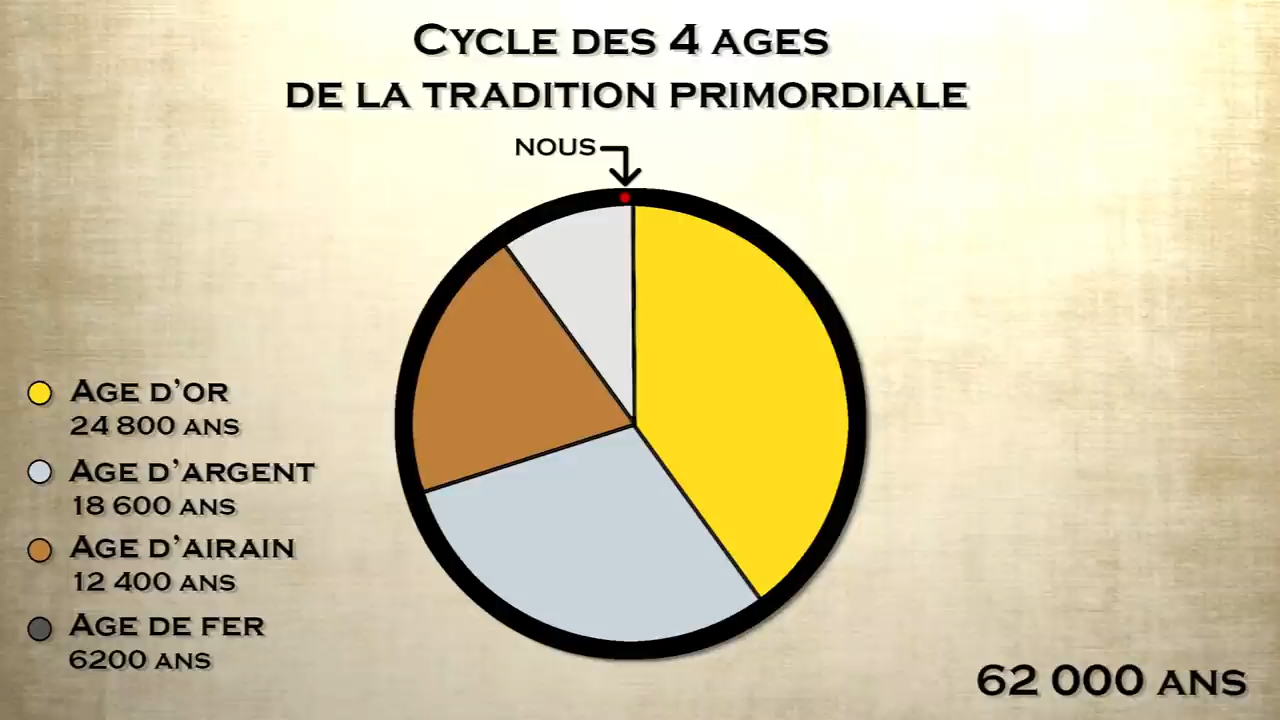 Cycle des 4 ages
de la tradition primordiale
nous
Age d'or
24 800 ans
Age d'argent
18 600 ans
Age d'airain
12 400 ans
Age de fer
6200 ans
62 000 ans